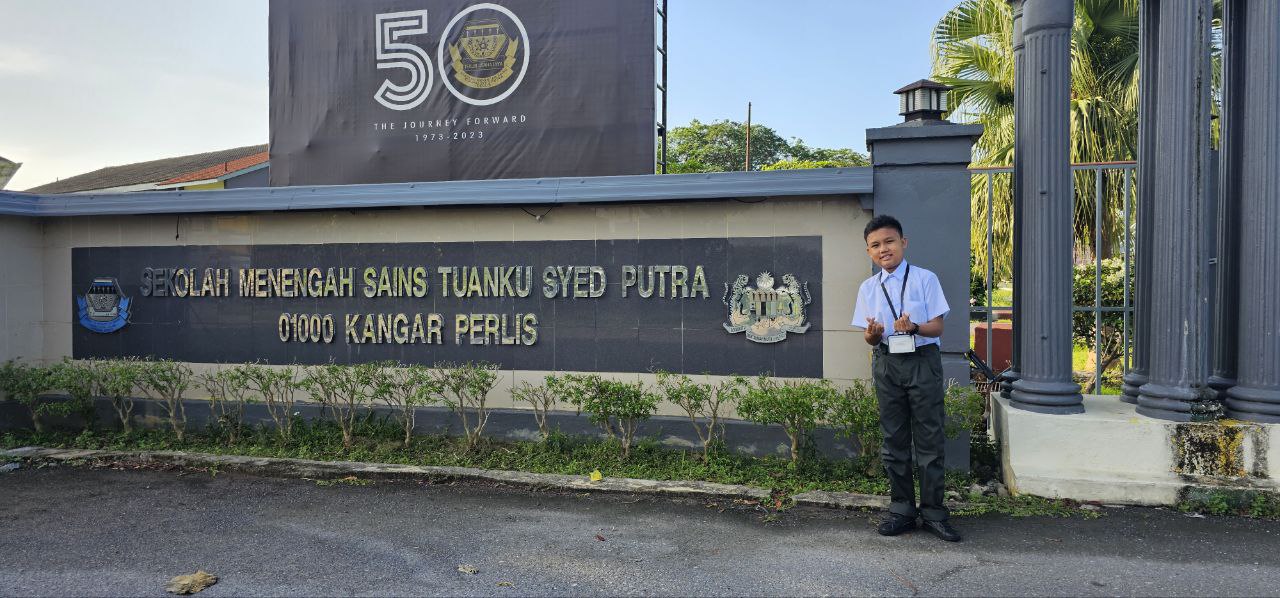 50
THE JOURNEY FORWARD
1973-2023
SEKOLAH MENENGAH SAINS TUANKU SYED PUTRA
01000 KANGAR PERLIS